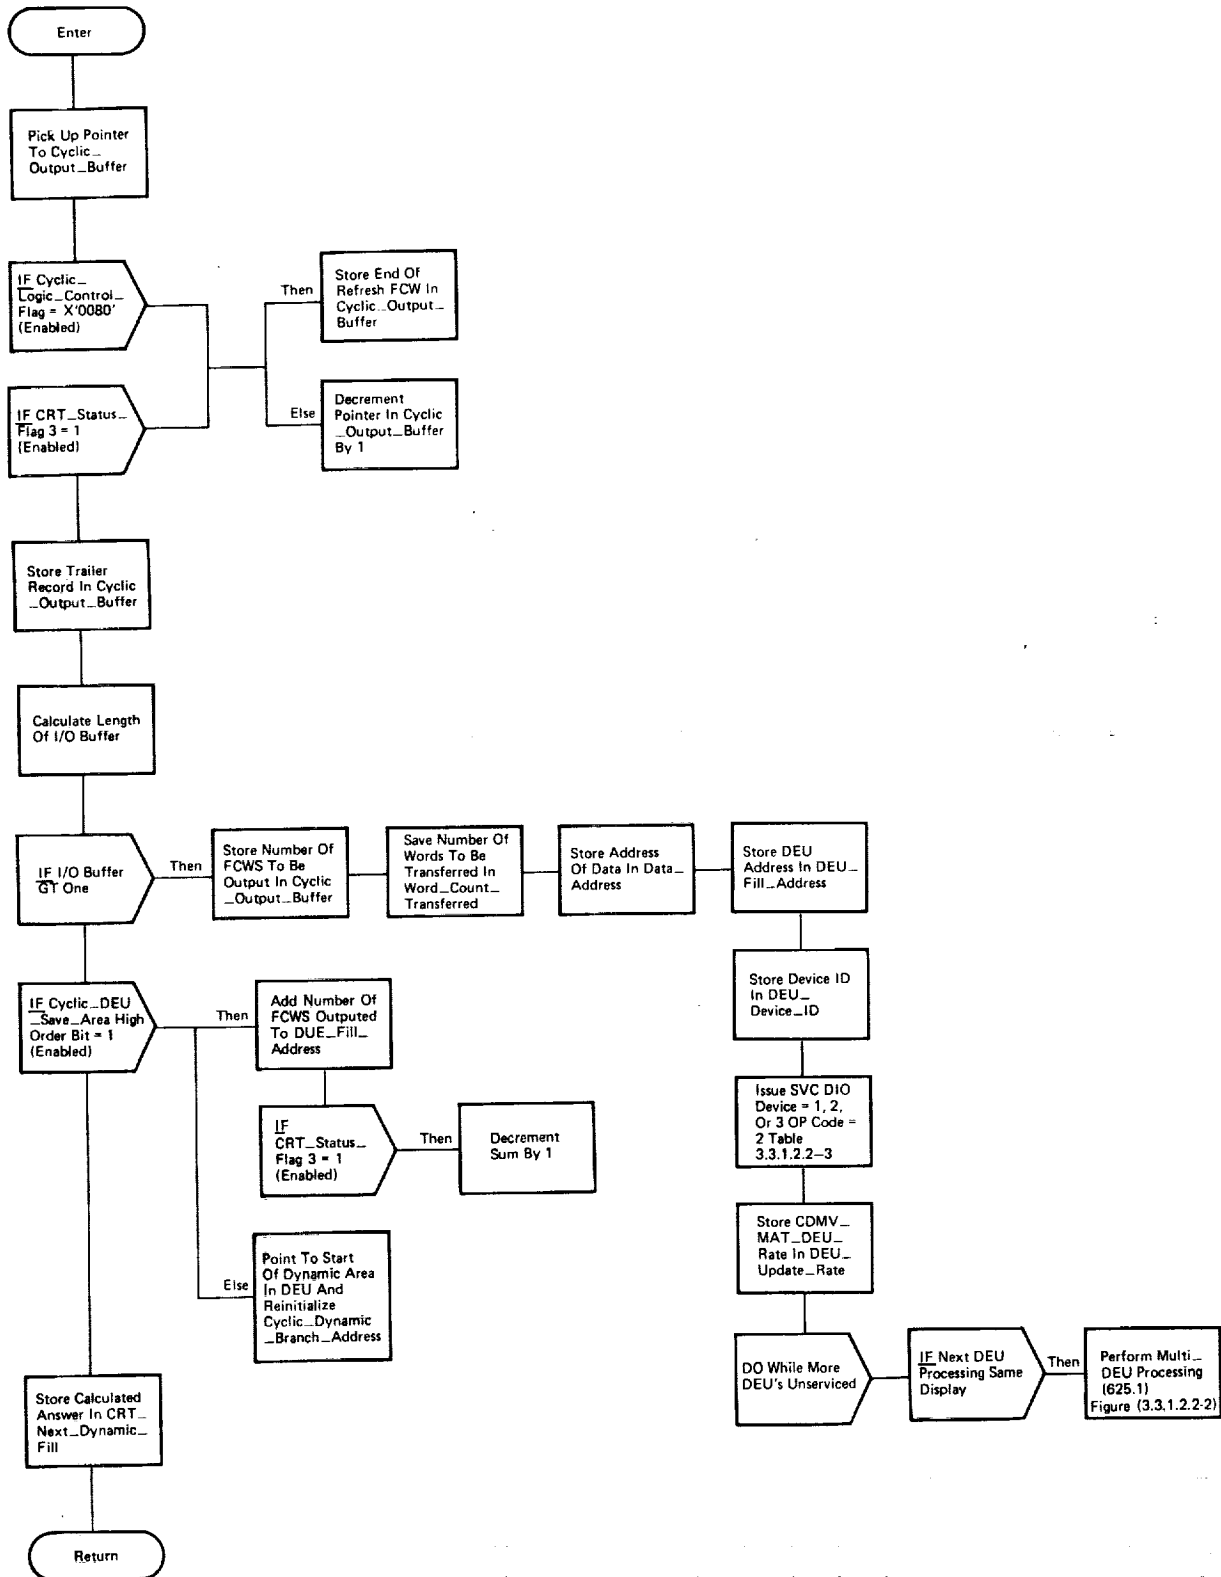 Enter
Pick Up Pointer
To Cyclic_
Output_Buffer
IF Cyclic_
Logic_Control_
Flag = X'0080'
(Enabled)
Then
Store End Of
Refresh FCW In
Cyclic_Output_
Buffer
IF CRT_Status_
Flag 3 = 1
(Enabled)
Else
Decrement
Pointer In Cyclic
_Output_Buffer
By 1
Store Trailer
Record In Cyclic
_Output_Buffer
Calculate Length
Of I/O Buffer
IF I/O Buffer
GT One
Then
Store Number Of
FCWS To Be
Output In Cyclic
_Output_Buffer
Save Number Of
Words To Be
Transferred In
Word_Count_
Transferred
Store Address
Of Data In Data_
Address
Store DEU
Address In DEU_
Fill_Address
Store Device ID
In DEU_
Device_ID
Issue SVC DIO
Device = 1, 2,
Or 3 OP Code =
2 Table
3.3.1.2.2-3
Store CDMV_
MAT_DEU_
Rate In DEU_
Update_Rate
DO While More
DEU's Unserviced
IF Next DEU
Processing Same
Display
Then
Perform Multi_
DEU Processing
(625.1)
Figure (3.3.1.2.2-2)
IF Cyclic_DEU
_Save_Area High
Order Bit = 1
(Enabled)
Then
Add Number Of
FCWS Outputed
To DUE_Fill_
Address
IF
CRT_Status_
Flag 3 = 1
(Enabled)
Then
Decrement
Sum By 1
Else
Point To Start
Of Dynamic Area
In DEU And
Reinitialize
Cyclic_Dynamic
_Branch_Address
Store Calculated
Answer In CRT_
Next_Dynamic_
Fill
Return